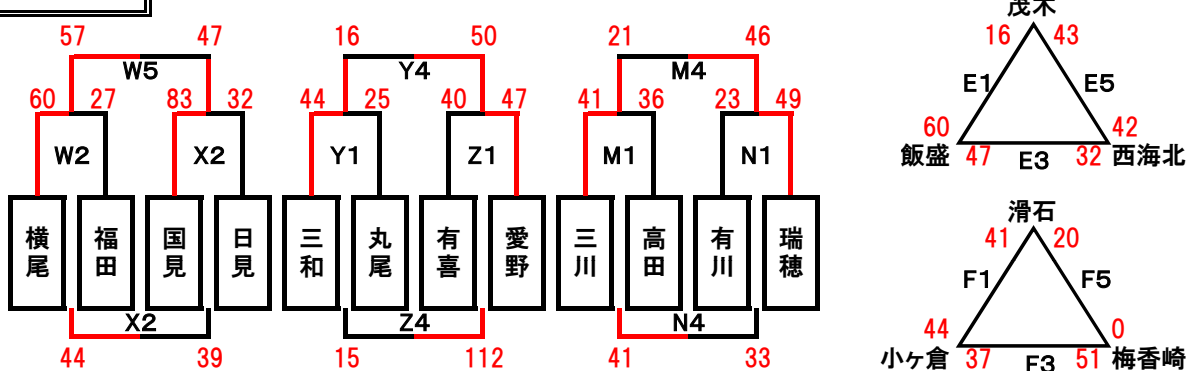 57 47 16 50 21 46
W5 Y4 M4
60 27 83 32 44 25 40 47 41 36 23 49
W2 X2 Y1 Z1 M1 N1
横尾 福田 国見 日見 三和 丸尾 有喜 愛野 三川 高田 有川 瑞穂
X2 Z4 N4
44 39 15 112 41 33
茂木
16 43
E1 E5
60 42
飯盛 47 E3 32 西海北
滑石
41 20
F1 F5
44 0
小ヶ倉 37 F3 51 梅香崎